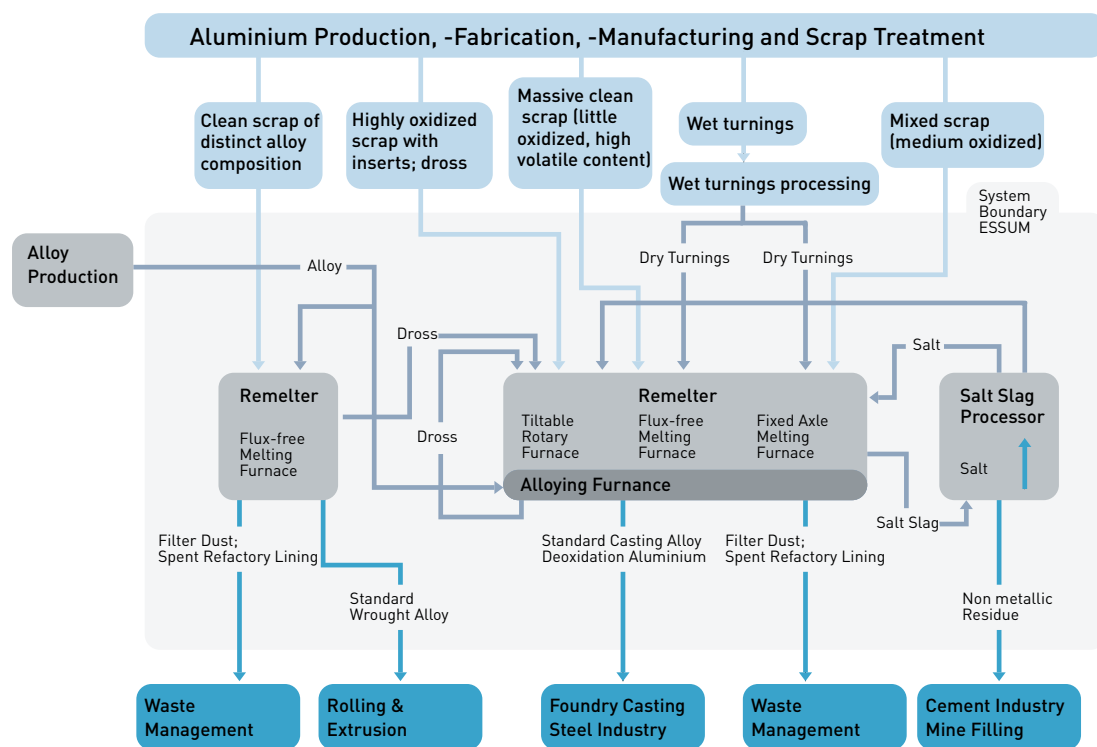 Aluminium Production, -Fabrication, -Manufacturing and Scrap Treatment
Clean scrap of
distinct alloy
composition
Highly oxidized
scrap with
inserts; dross
Massive clean
scrap (little
oxidized, high
volatile content)
Wet turnings
Wet turnings processing
Mixed scrap
(medium oxidized)
System
Boundary
ESSUM
Alloy
Production
Alloy
Dry Turnings
Dry Turnings
Dross
Salt
Remelter
Flux-free
Melting
Furnace
Dross
Remelter
Tiltable
Rotary
Furnace
Flux-free
Melting
Furnace
Fixed Axle
Melting
Furnace
Alloying Furnance
Salt Slag
Processor
Salt
Salt Slag
Filter Dust;
Spent Refactory Lining
Standard
Wrought Alloy
Standard Casting Alloy
Deoxidation Aluminium
Filter Dust;
Spent Refactory Lining
Non metallic
Residue
Waste
Management
Rolling &
Extrusion
Foundry Casting
Steel Industry
Waste
Management
Cement Industry
Mine Filling